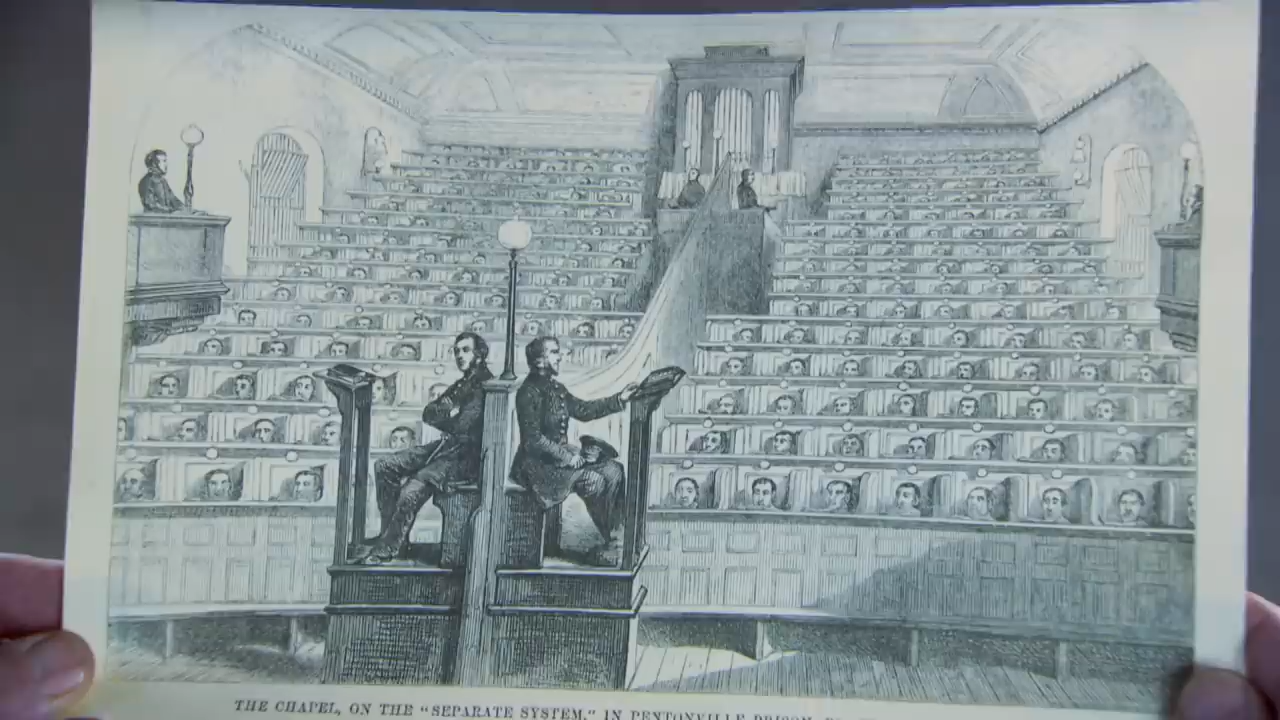 THE CHAPEL, ON THE "SEPARATE SYSTEM," IN PENTONVILLE PRISON,